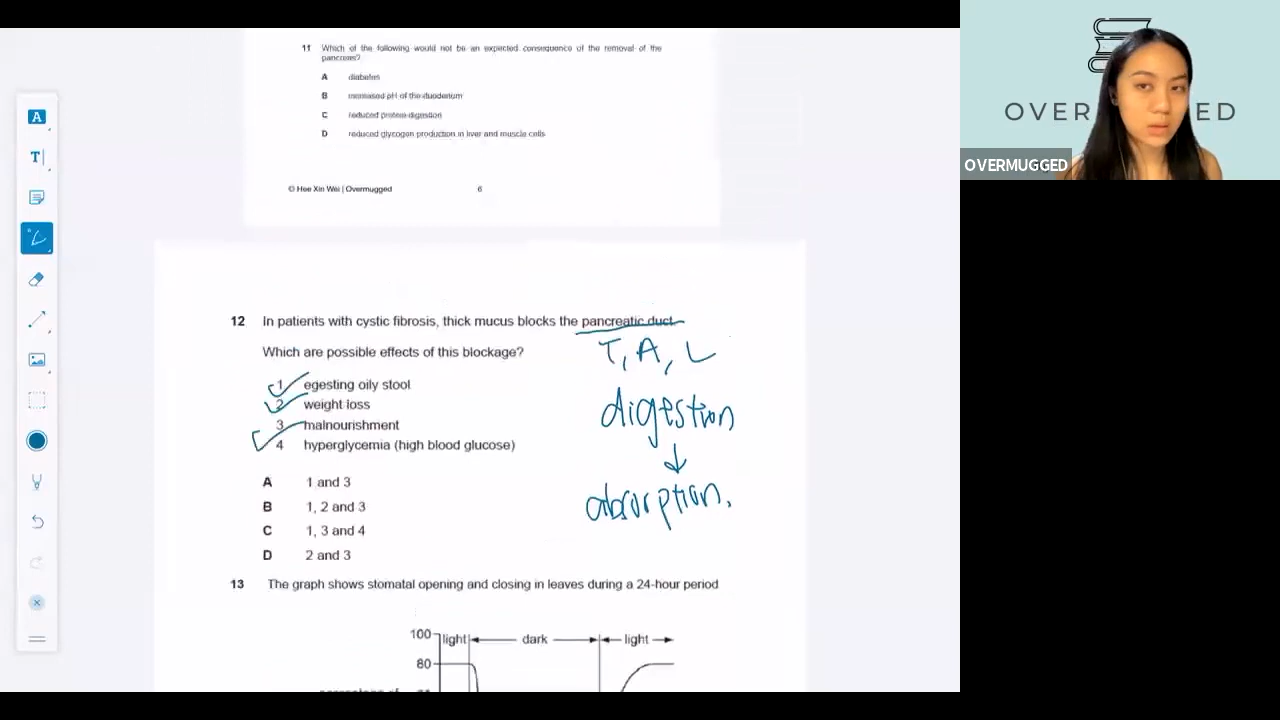 11 Which of the following would not be an expected consequence of the removal of the
pancreas?
A diabetes
B increased pH of the duodenum
C reduced protein digestion
D reduced glycogen production in liver and muscle cells
© Hee Xin Wei | Overmugged 6
OVER ED
OVERMUGGED
A
T
12 In patients with cystic fibrosis, thick mucus blocks the pancreatic duct.
Which are possible effects of this blockage?
T, A, L
1 egesting oily stool
2 weight loss
3 malnourishment
4 hyperglycemia (high blood glucose)
digestion
↓
absorption.
A 1 and 3
B 1, 2 and 3
C 1, 3 and 4
D 2 and 3
13 The graph shows stomatal opening and closing in leaves during a 24-hour period
100 light dark light
80